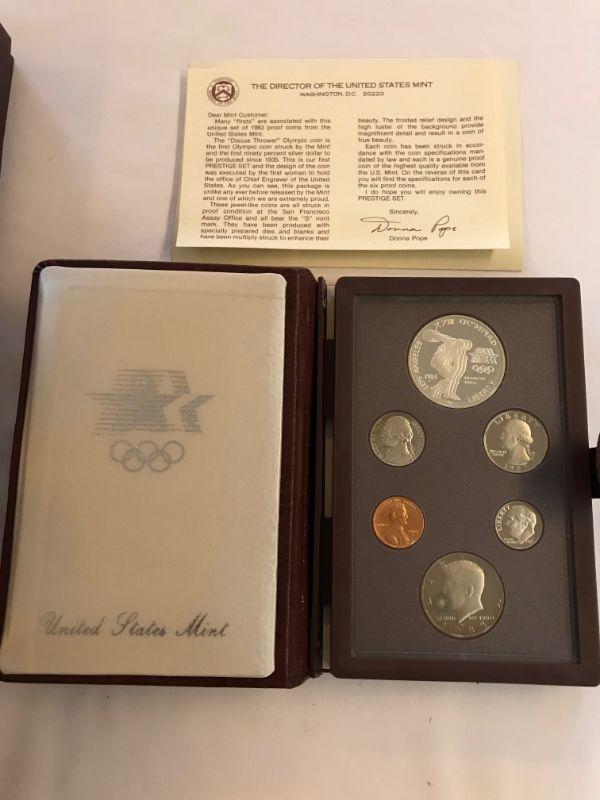 THE DIRECTOR OF THE UNITED STATES MINT
WASHINGTON, D.C. 20220
Dear Mint Customer:
Many "firsts" are associated with this
unique set of 1983 proof coins from the
United States Mint.
The "Discus Thrower" Olympic coin is
the first Olympic coin struck by the Mint
and the first ninety percent silver dollar to
be produced since 1935. This is our first
PRESTIGE SET and the design of the coin
was executed by the first woman to hold
the office of Chief Engraver of the United
States. As you can see, this package is
unlike any ever before released by the Mint
and one of which we are extremely proud.
These jewel-like coins are all struck in
proof condition at the San Francisco
Assay Office and all bear the "S" mint
mark. They have been produced with
specially prepared dies and blanks and
have been multiply struck to enhance their
beauty. The frosted relief design and the
high luster of the background provide
magnificent detail and result in a coin of
true beauty.
Each coin has been struck in accor-
dance with the coin specifications man-
dated by law and each is a genuine proof
coin of the highest quality available from
the U.S. Mint. On the reverse of this card
you will find the specifications for each of
the six proof coins.
I do hope you will enjoy owning this
PRESTIGE SET.
Sincerely,
Donna Pope
Donna Pope
United States Mint
LOS ANGELES XXIII OLYMPIAD
1983
LIBERTY
LIBERTY
LIBERTY